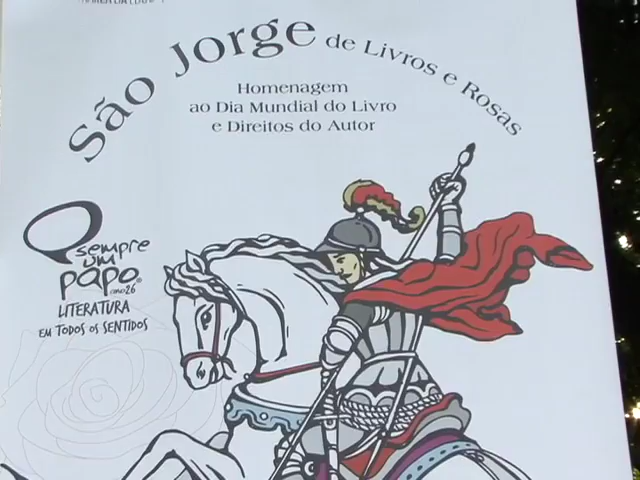 São Jorge de Livros e Rosas
Homenagem
ao Dia Mundial do Livro
e Direitos do Autor
sempre
um
papo
ano 26
LITERATURA
EM TODOS OS SENTIDOS